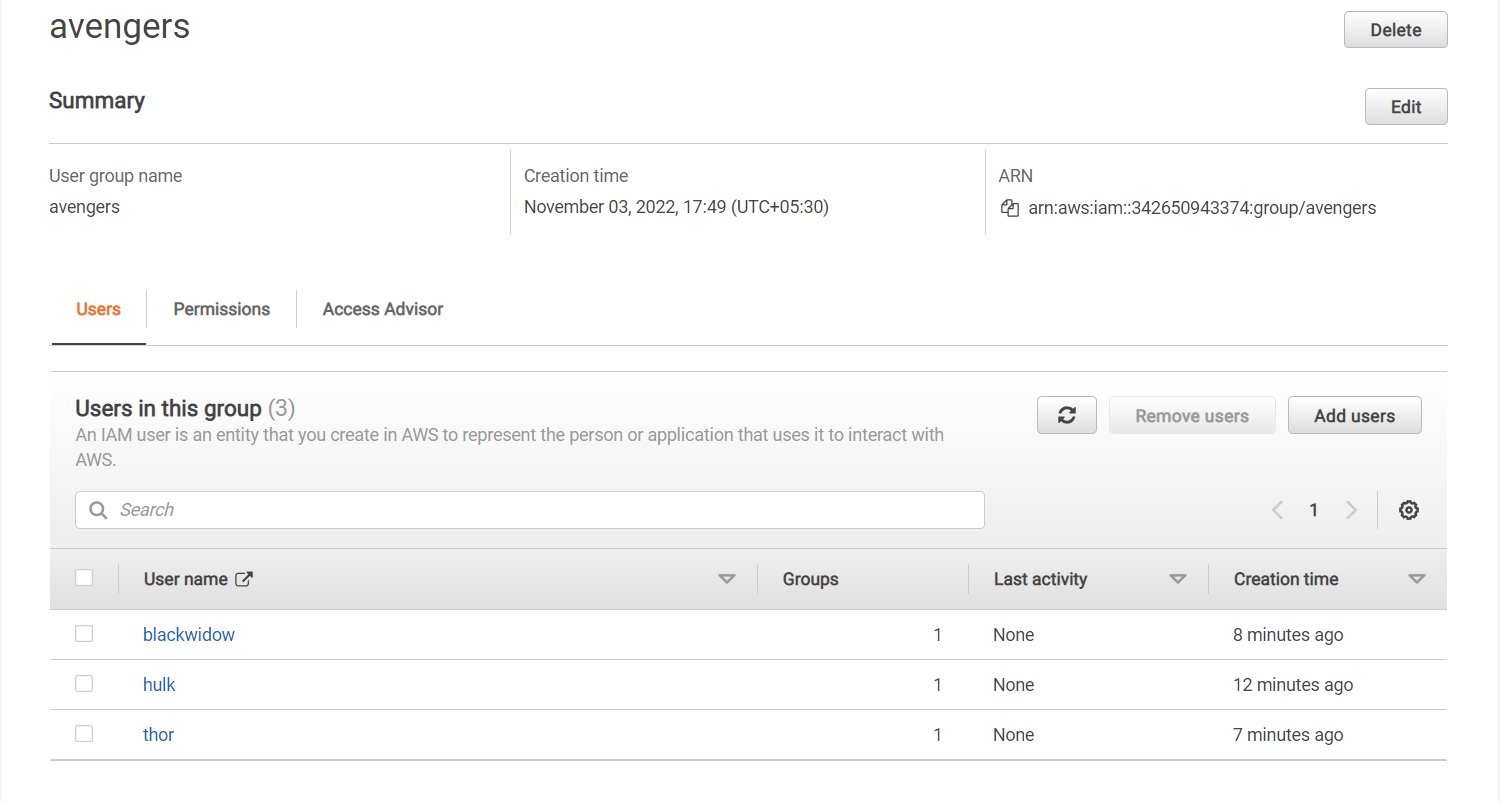 avengers
Delete
Summary
Edit
User group name
avengers
Creation time
November 03, 2022, 17:49 (UTC+05:30)
ARN
arn:aws:iam::342650943374:group/avengers
Users
Permissions
Access Advisor
Users in this group (3)
An IAM user is an entity that you create in AWS to represent the person or application that uses it to interact with
AWS.
Remove users
Add users
Search
1
User name
Groups
Last activity
Creation time
blackwidow 1 None 8 minutes ago
hulk 1 None 12 minutes ago
thor 1 None 7 minutes ago